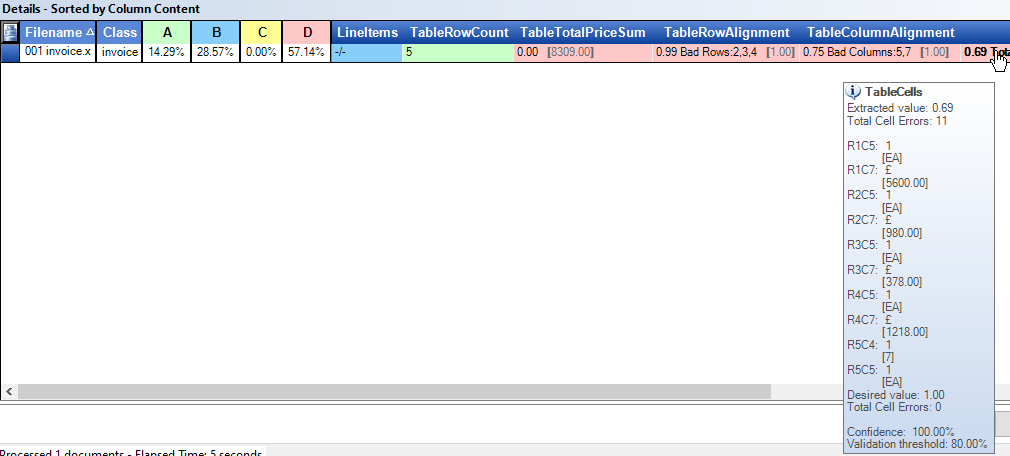 Details - Sorted by Column Content
Filename Class A B C D LineItems TableRowCount TableTotalPriceSum TableRowAlignment TableColumnAlignment
001 invoice.x invoice 14.29% 28.57% 0.00% 57.14% -/- 5 0.00 [8309.00] 0.99 Bad Rows:2,3,4 [1.00] 0.75 Bad Columns:5,7 [1.00] 0.69 Tota
TableCells
Extracted value: 0.69
Total Cell Errors: 11
R1C5: 1
[EA]
R1C7: £
[5600.00]
R2C5: 1
[EA]
R2C7: £
[980.00]
R3C5: 1
[EA]
R3C7: £
[378.00]
R4C5: 1
[EA]
R4C7: £
[1218.00]
R5C4: 1
[7]
R5C5: 1
[EA]
Desired value: 1.00
Total Cell Errors: 0
Confidence: 100.00%
Validation threshold: 80.00%
Processed 1 documents - Elapsed Time: 5 seconds